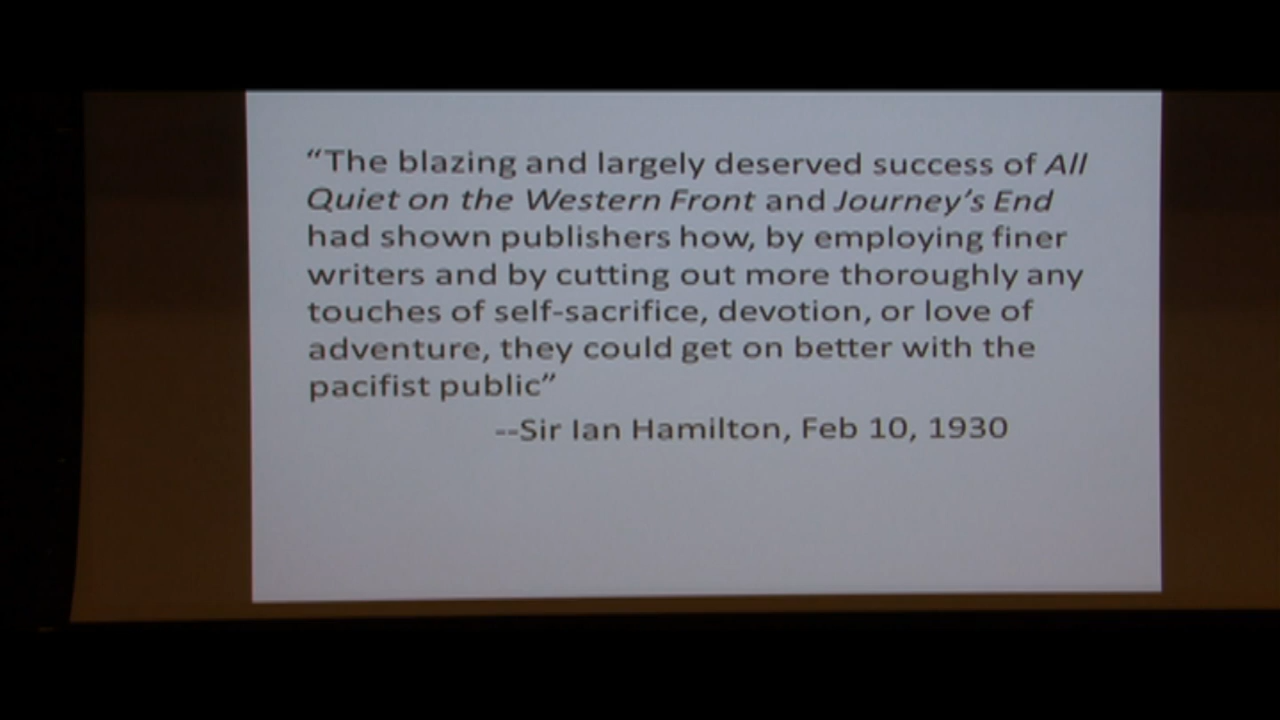 “The blazing and largely deserved success of All
Quiet on the Western Front and Journey’s End
had shown publishers how, by employing finer
writers and by cutting out more thoroughly any
touches of self-sacrifice, devotion, or love of
adventure, they could get on better with the
pacifist public”
--Sir Ian Hamilton, Feb 10, 1930